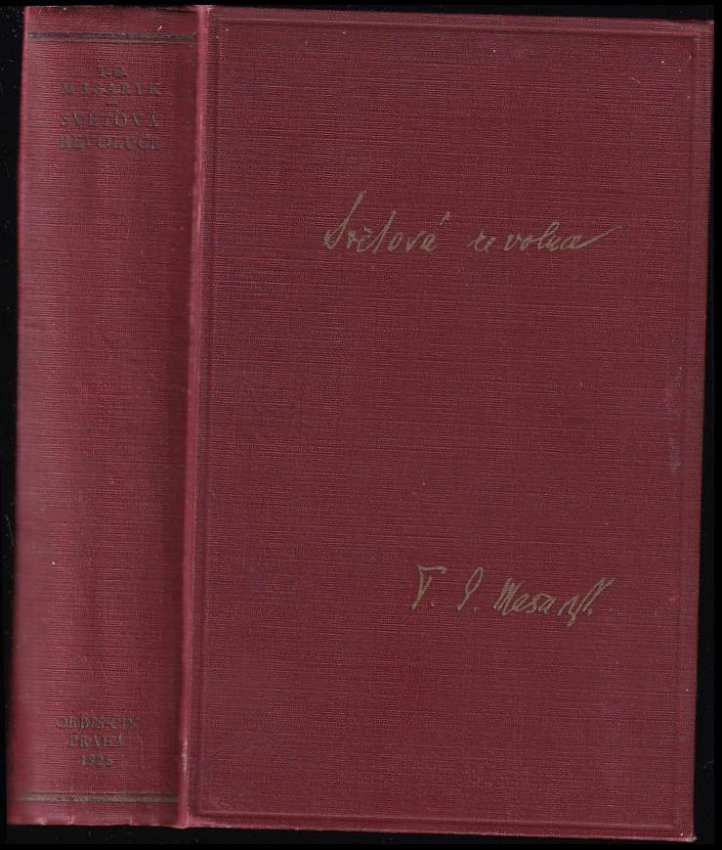 T. G.
MASARYK
SVĚTOVÁ
REVOLUCE
ORBIS-ČIN
PRAHA
1925
Světová revoluce
T. G. Masaryk